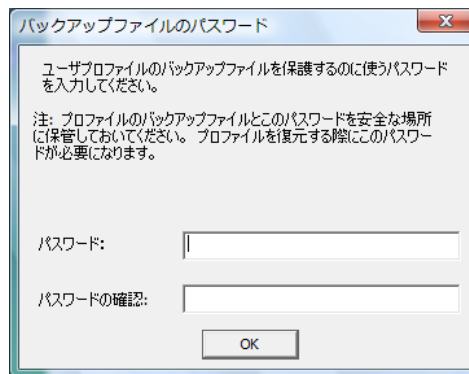 バックアップファイルのパスワード
ユーザプロファイルのバックアップファイルを保護するのに使うパスワード
を入力してください。
注: プロファイルのバックアップファイルとこのパスワードを安全な場所
に保管しておいてください。 プロファイルを復元する際にこのパスワー
ドが必要になります。
パスワード:
パスワードの確認:
OK